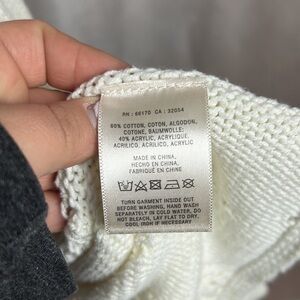 RN : 66170 CA : 32054
60% COTTON, COTON, ALGODON,
COTONE, BAUMWOLLE;
40% ACRYLIC, ACRYLIQUE,
ACRILICO, ACRILICO, ACRYLIC
MADE IN CHINA,
HECHO EN CHINA,
FABRIQUÉ EN CHINE
TURN GARMENT INSIDE OUT
BEFORE WASHING, HAND WASH
SEPARATELY IN COLD WATER, DO
NOT BLEACH, LAY FLAT TO DRY,
COOL IRON IF NECESSARY